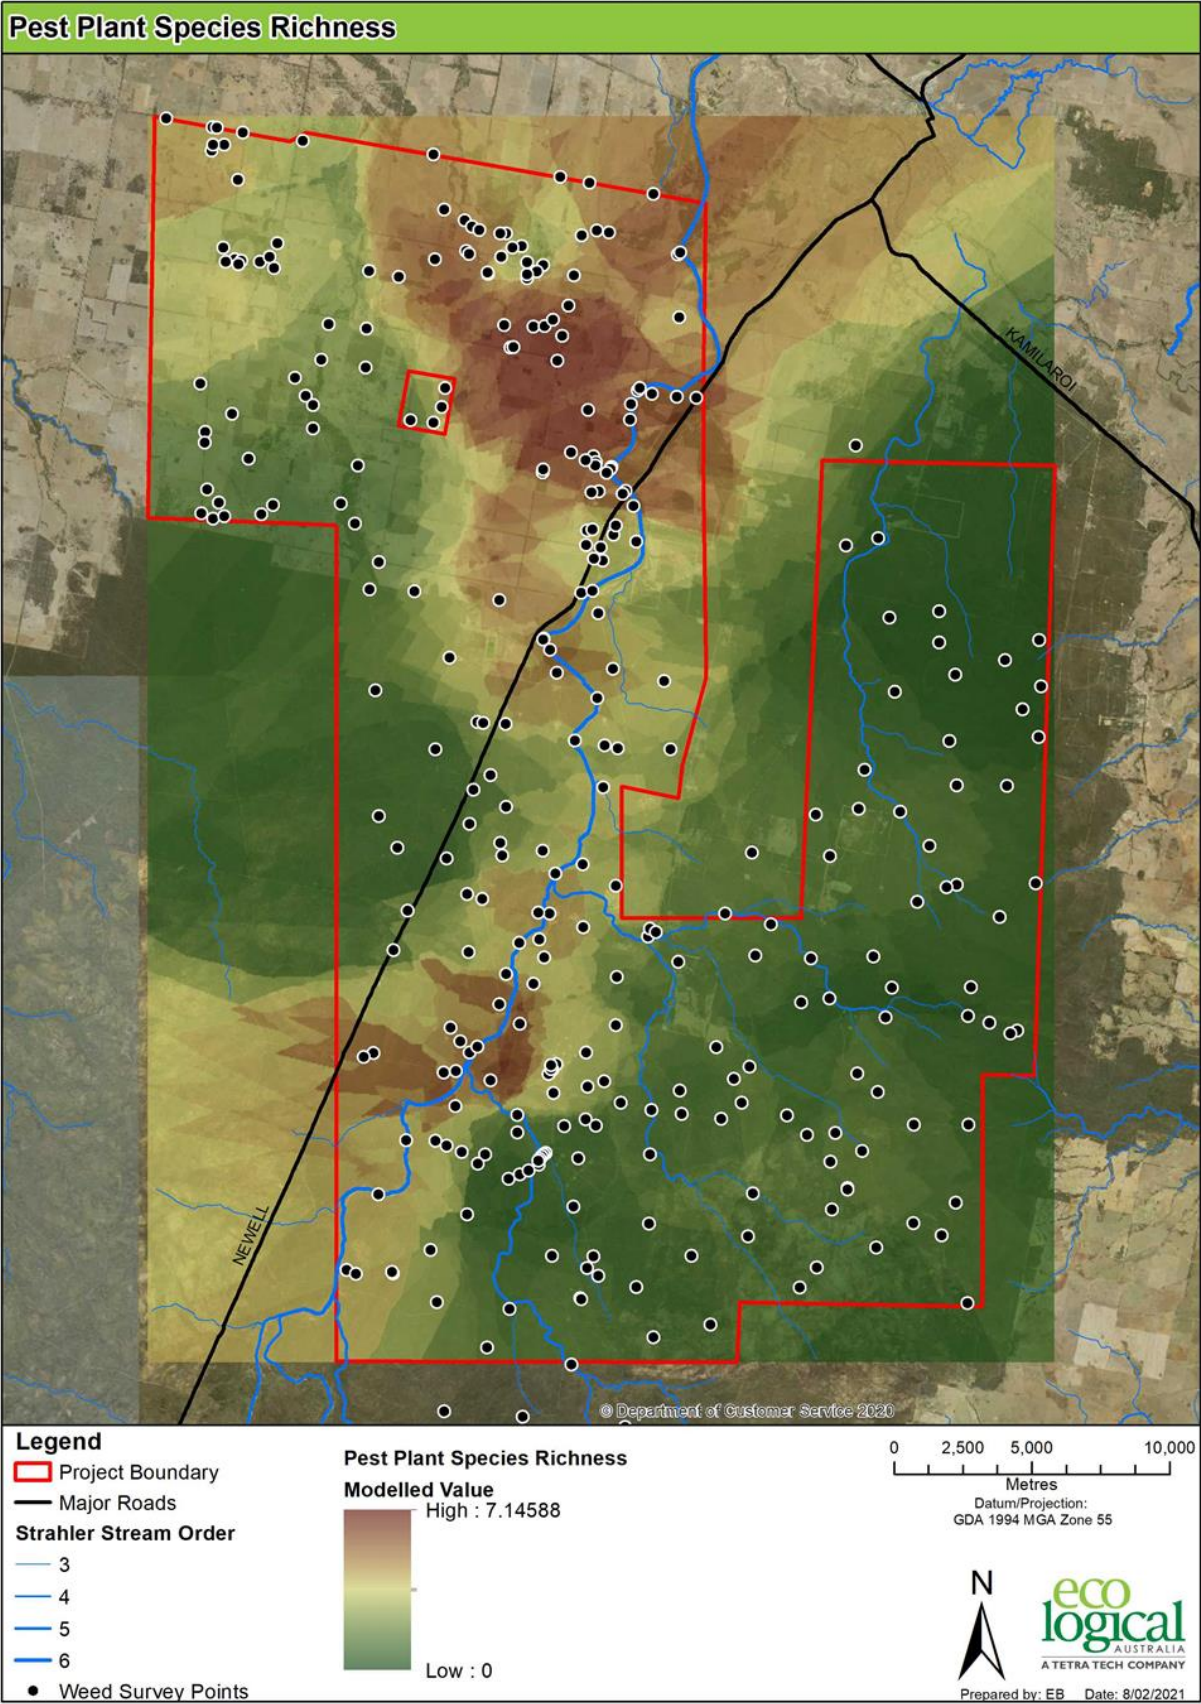 Pest Plant Species Richness
KAMILAROI
NEWELL
© Department of Customer Service 2020
Legend
Project Boundary
Major Roads
Strahler Stream Order
3
4
5
6
Weed Survey Points
Pest Plant Species Richness
Modelled Value
High : 7.14588
Low : 0
0 2,500 5,000 10,000
Metres
Datum/Projection:
GDA 1994 MGA Zone 55
N
eco
logical
AUSTRALIA
A TETRA TECH COMPANY
Prepared by: EB Date: 8/02/2021